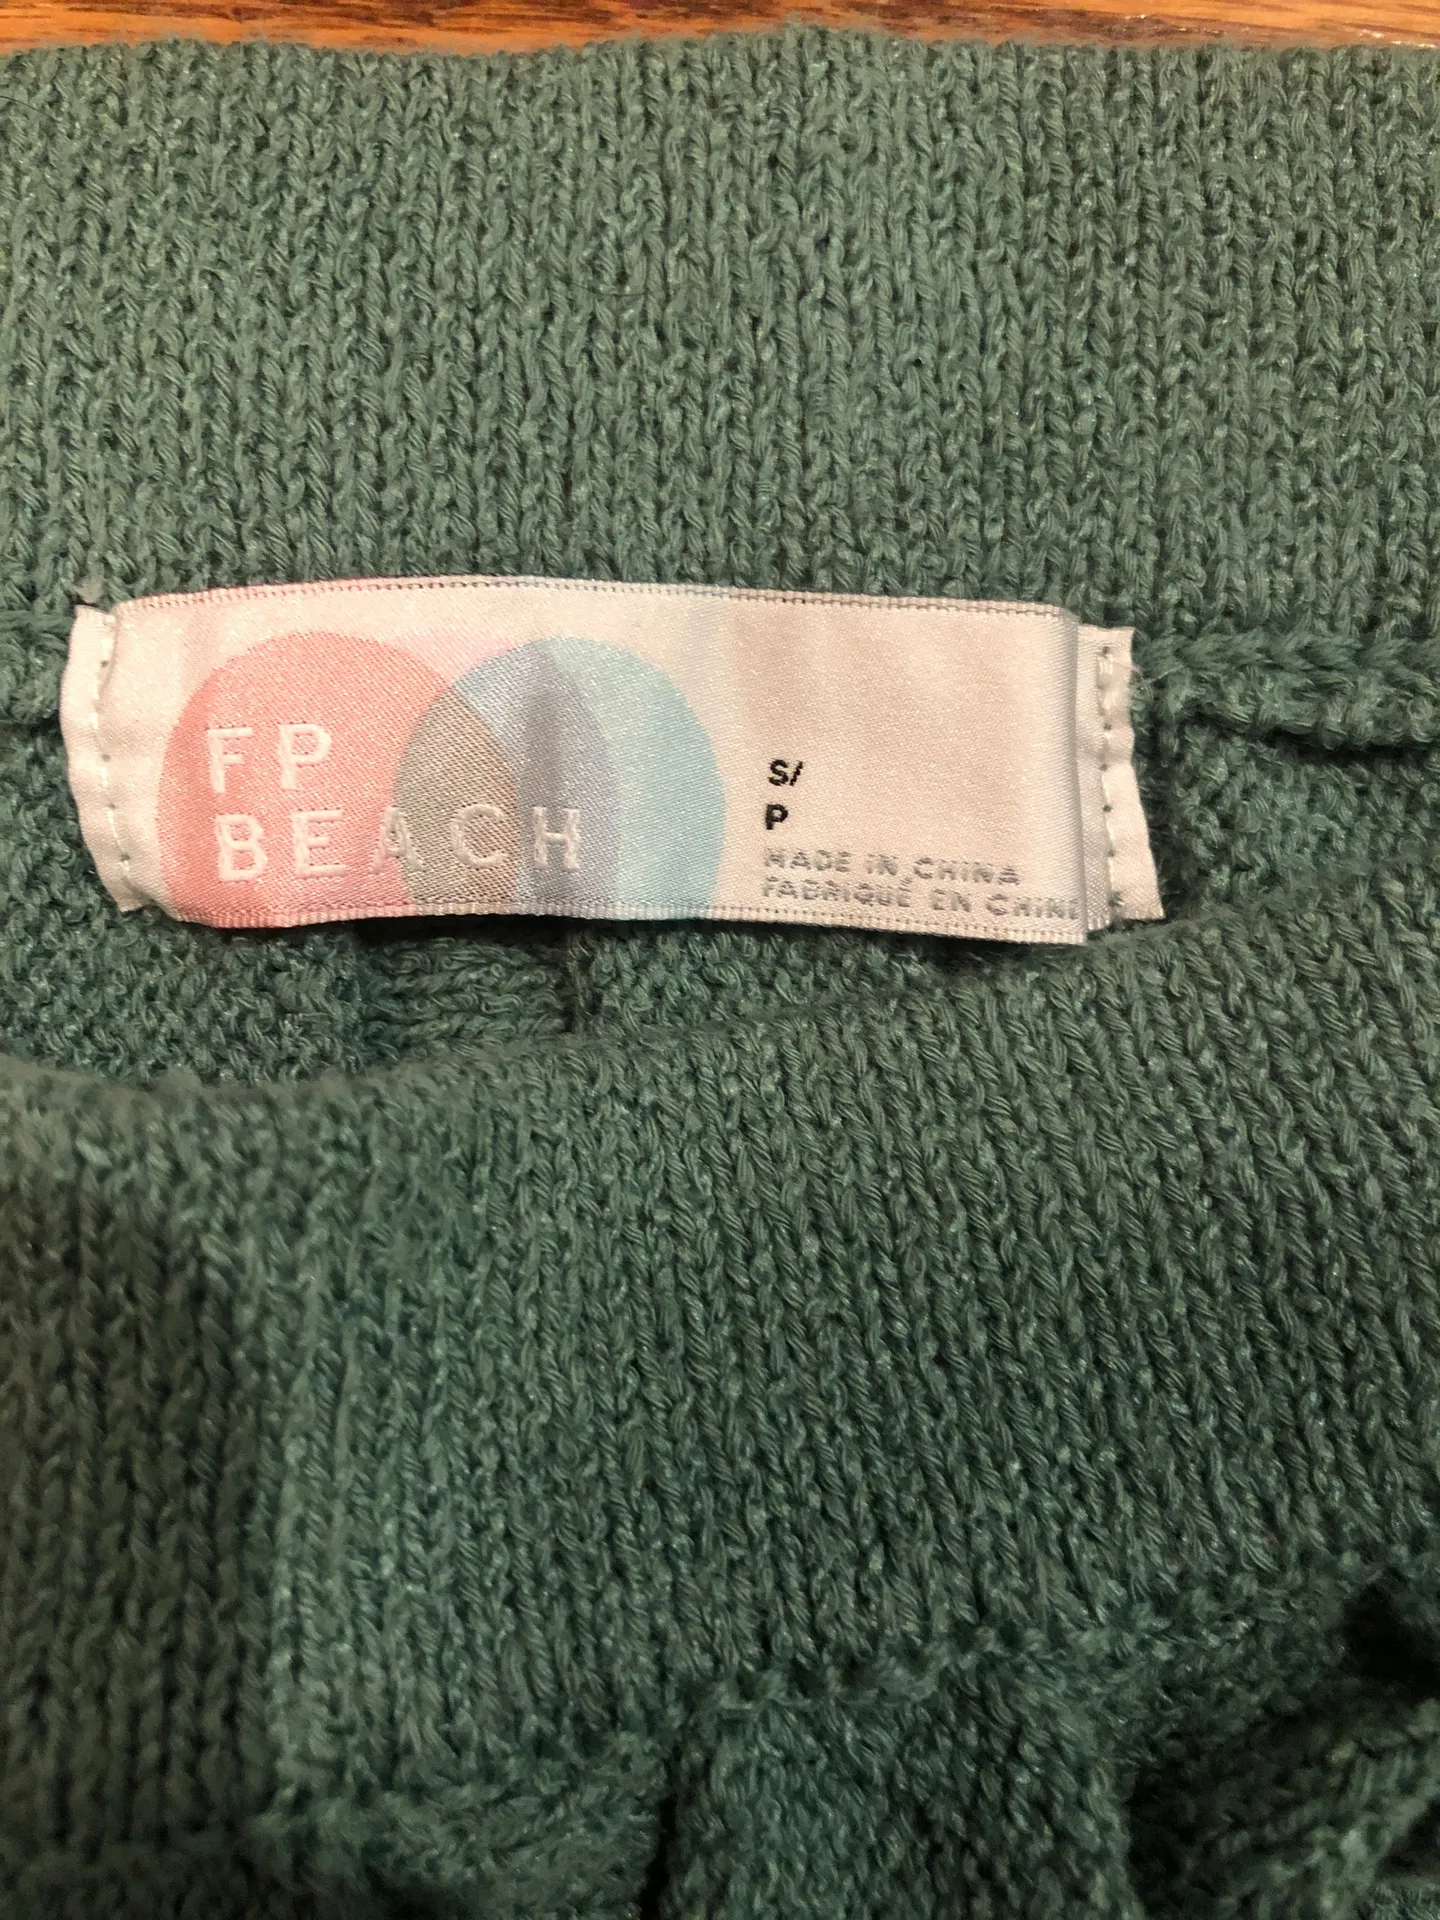 FP
BEACH
S/
P
MADE IN CHINA
FABRIQUÉ EN CHINE